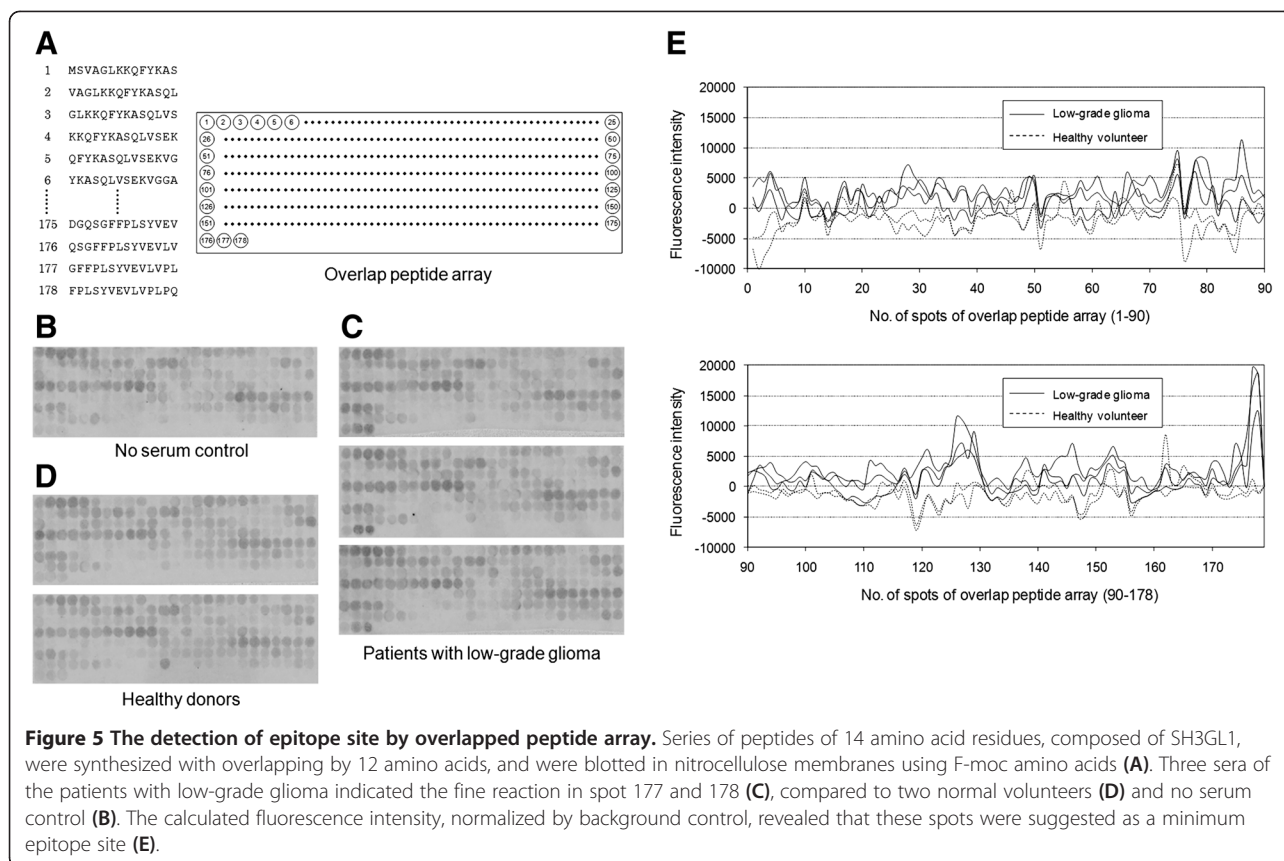 A
1 MSVAGLKKQFYKAS
2 VAGLKKQFYKASQL
3 GLKKQFYKASQLVS
4 KKQFYKASQLVSEK
5 QFYKASQLVSEKVG
6 YKASQLVSEKVGGA
175 DGQSGFFPLSYVEV
176 QSGFFPLSYVEVLV
177 GFFPLSYVEVLVPL
178 FPLSYVEVLVPLPQ
1 2 3 4 5 6 25
26 50
51 75
76 100
101 125
126 150
151 175
176 177 178
Overlap peptide array
B
No serum control
C
Patients with low-grade glioma
D
Healthy donors
E
Fluorescence intensity
20000
15000
10000
5000
0
-5000
-10000
Low-grade glioma
Healthy volunteer
0 10 20 30 40 50 60 70 80 90
No. of spots of overlap peptide array (1-90)
Fluorescence intensity
20000
15000
10000
5000
0
-5000
-10000
Low-grade glioma
Healthy volunteer
90 100 110 120 130 140 150 160 170
No. of spots of overlap peptide array (90-178)
Figure 5 The detection of epitope site by overlapped peptide array. Series of peptides of 14 amino acid residues, composed of SH3GL1,
were synthesized with overlapping by 12 amino acids, and were blotted in nitrocellulose membranes using F-moc amino acids (A). Three sera of
the patients with low-grade glioma indicated the fine reaction in spot 177 and 178 (C), compared to two normal volunteers (D) and no serum
control (B). The calculated fluorescence intensity, normalized by background control, revealed that these spots were suggested as a minimum
epitope site (E).